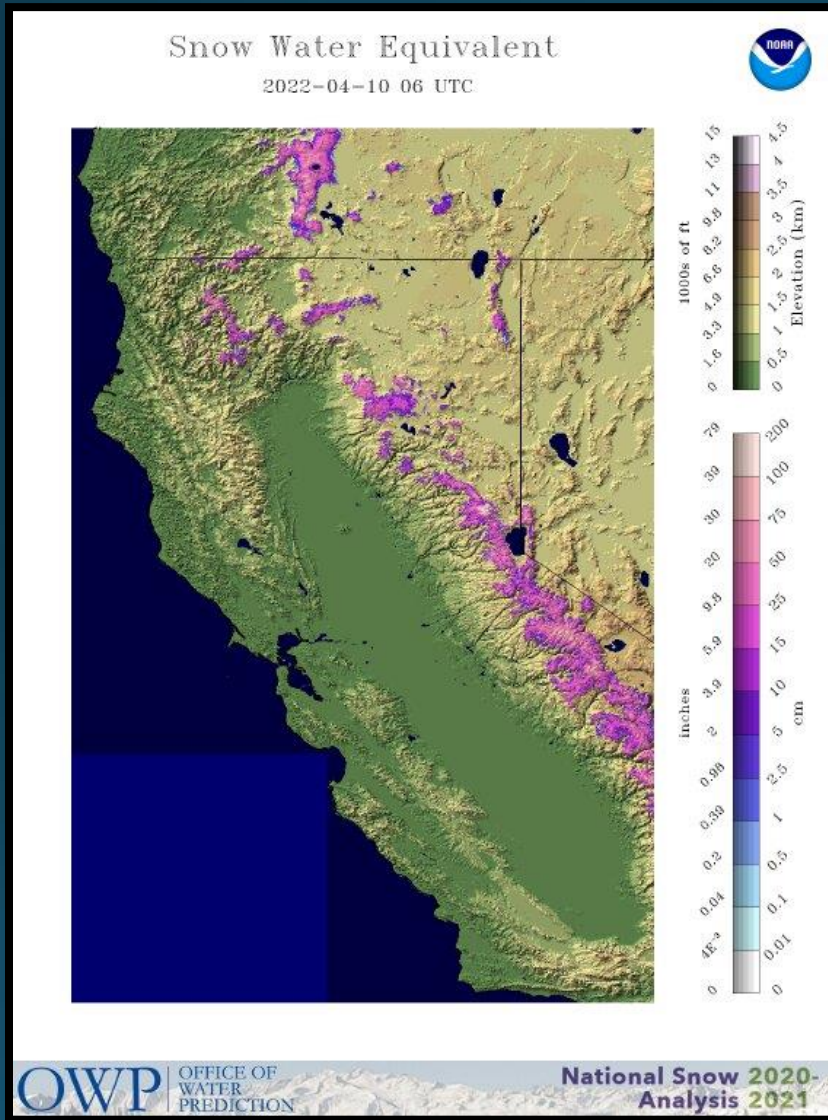 Snow Water Equivalent
2022-04-10 06 UTC
NOAA
15 4.5
13 4
11 3.5
9.8 3
8.2 2.5
6.6 2
4.9 1.5
3.3 1
1.6 0.5
0 0
1000s of ft
Elevation (km)
79 200
39 100
30 75
20 50
9.8 25
5.9 15
3.9 10
2 5
0.98 2.5
0.39 1
0.2 0.5
0.04 0.1
4E⁻³ 0.01
0 0
inches
cm
OWP OFFICE OF
WATER
PREDICTION
National Snow 2020-
Analysis 2021